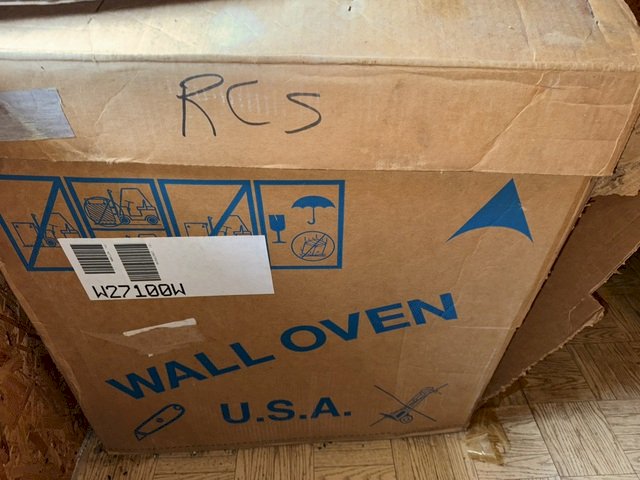 RCS
W27100W
WALL OVEN
U.S.A.